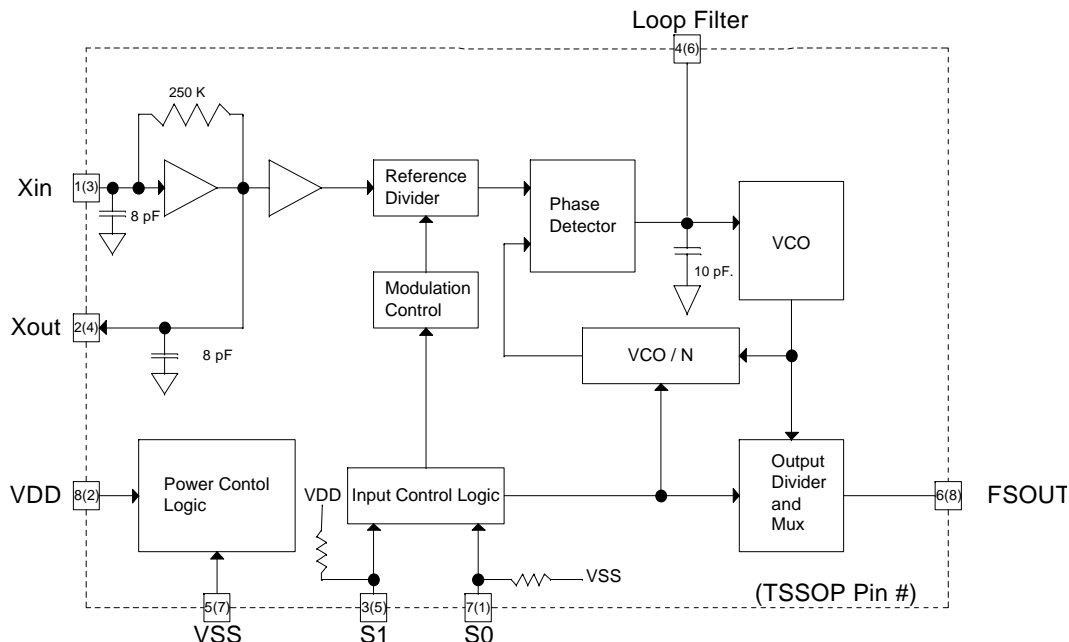 Loop Filter
4(6)
250 K
Xin
1(3)
8 pF
Reference
Divider
Phase
Detector
VCO
10 pF.
Modulation
Control
Xout
2(4)
8 pF
VCO / N
VDD
8(2)
Power Contol
Logic
VDD
Input Control Logic
Output
Divider
and
Mux
6(8)
FSOUT
VSS
(TSSOP Pin #)
5(7)
3(5)
7(1)
VSS
S1
S0